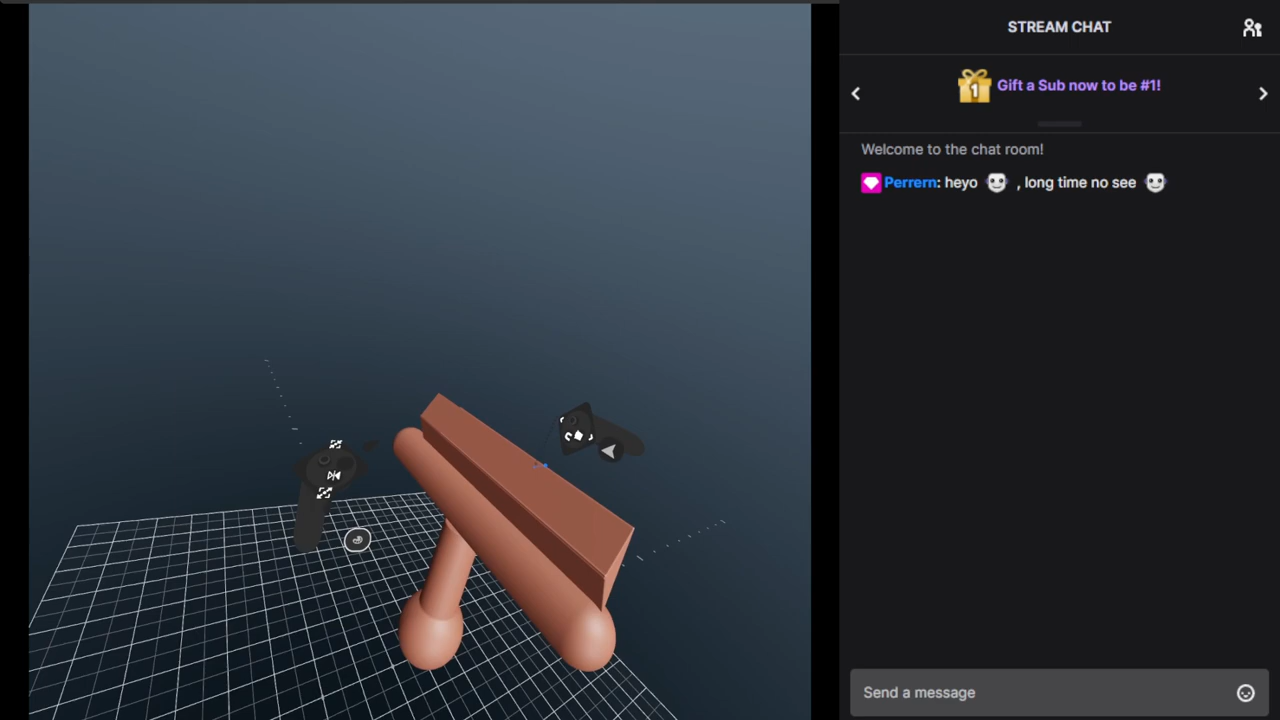 STREAM CHAT
1
Gift a Sub now to be #1!
Welcome to the chat room!
Perrern: heyo , long time no see
Send a message